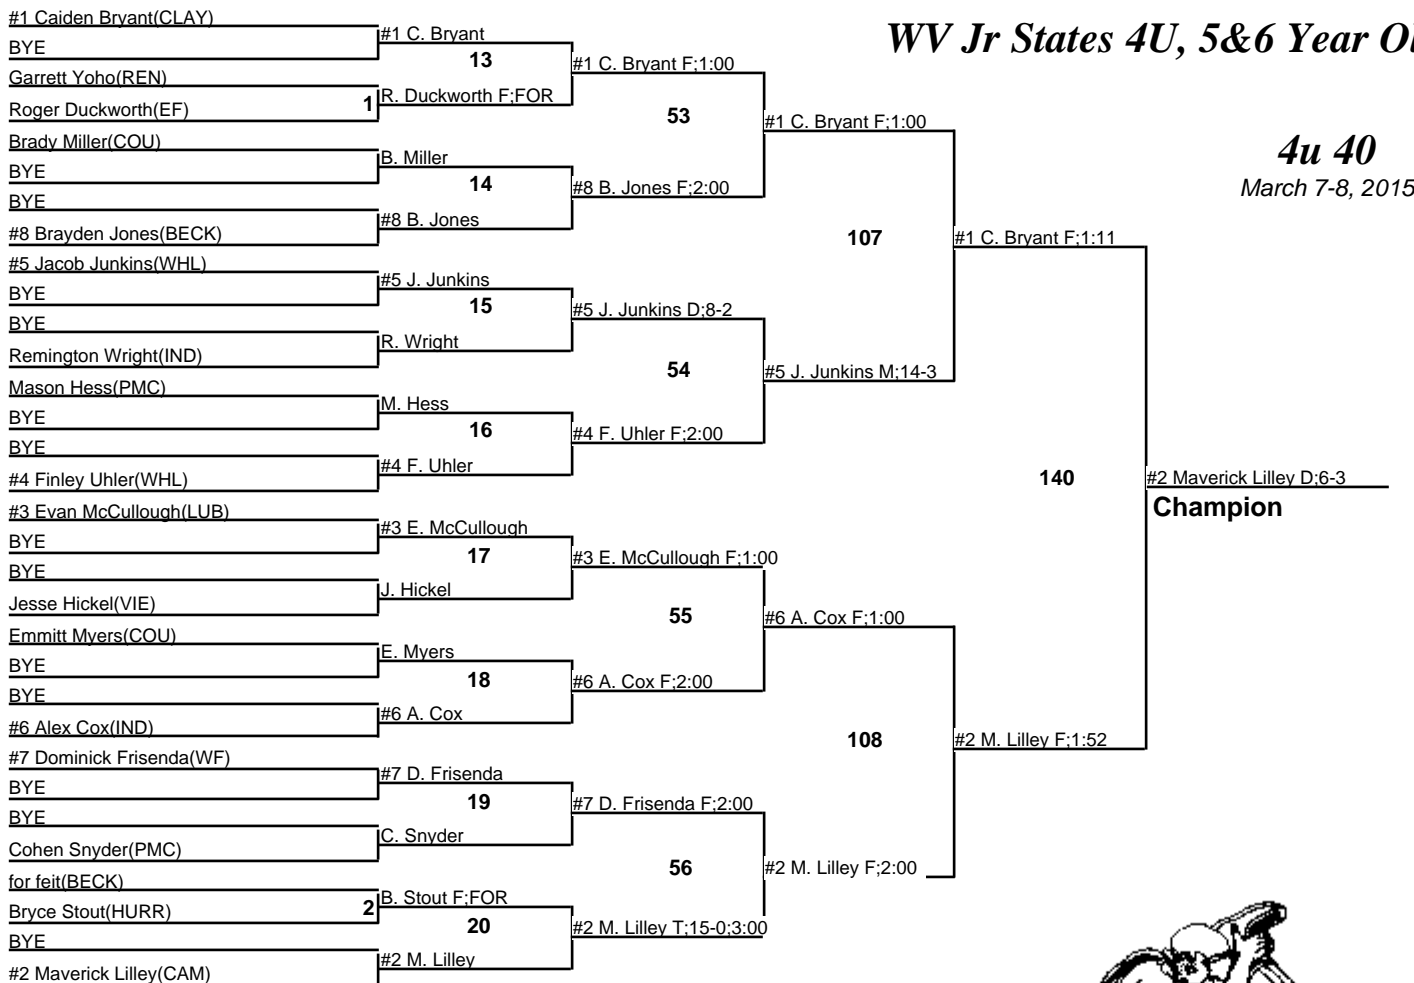 WV Jr States 4U, 5&6 Year Ol
4u 40
March 7-8, 2015
#1 Caiden Bryant(CLAY)
BYE
Garrett Yoho(REN)
Roger Duckworth(EF)
Brady Miller(COU)
BYE
BYE
#8 Brayden Jones(BECK)
#5 Jacob Junkins(WHL)
BYE
BYE
Remington Wright(IND)
Mason Hess(PMC)
BYE
BYE
#4 Finley Uhler(WHL)
#3 Evan McCullough(LUB)
BYE
BYE
Jesse Hickel(VIE)
Emmitt Myers(COU)
BYE
BYE
#6 Alex Cox(IND)
#7 Dominick Frisenda(WF)
BYE
BYE
Cohen Snyder(PMC)
for feit(BECK)
Bryce Stout(HURR)
BYE
#2 Maverick Lilley(CAM)
1
2
#1 C. Bryant
13
R. Duckworth F;FOR
B. Miller
14
#8 B. Jones
#5 J. Junkins
15
R. Wright
M. Hess
16
#4 F. Uhler
#3 E. McCullough
17
J. Hickel
E. Myers
18
#6 A. Cox
#7 D. Frisenda
19
C. Snyder
B. Stout F;FOR
20
#2 M. Lilley
#1 C. Bryant F;1:00
53
#8 B. Jones F;2:00
#5 J. Junkins D;8-2
54
#4 F. Uhler F;2:00
#3 E. McCullough F;1:00
55
#6 A. Cox F;2:00
#7 D. Frisenda F;2:00
56
#2 M. Lilley T;15-0;3:00
#1 C. Bryant F;1:00
107
#5 J. Junkins M;14-3
#6 A. Cox F;1:00
108
#2 M. Lilley F;2:00
#1 C. Bryant F;1:11
140
#2 M. Lilley F;1:52
#2 Maverick Lilley D;6-3
Champion